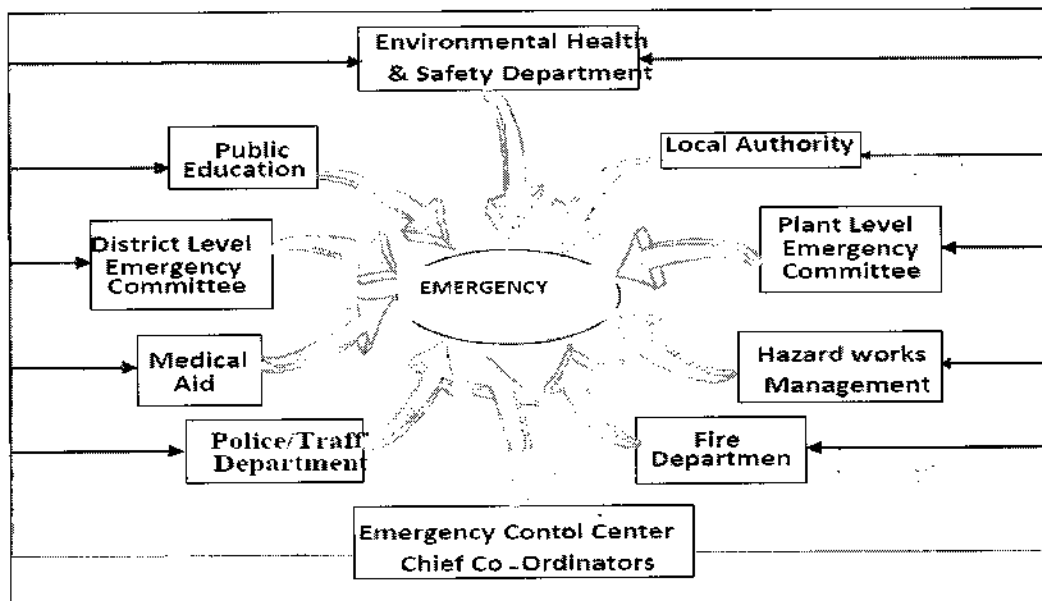 Environmental Health
& Safety Department
Public
Education
Local Authority
District Level
Emergency
Committee
Plant Level
Emergency
Committee
EMERGENCY
Medical
Aid
Hazard works
Management
Police/Traff
Department
Fire
Departmen
Emergency Contol Center
Chief Co -Ordinators